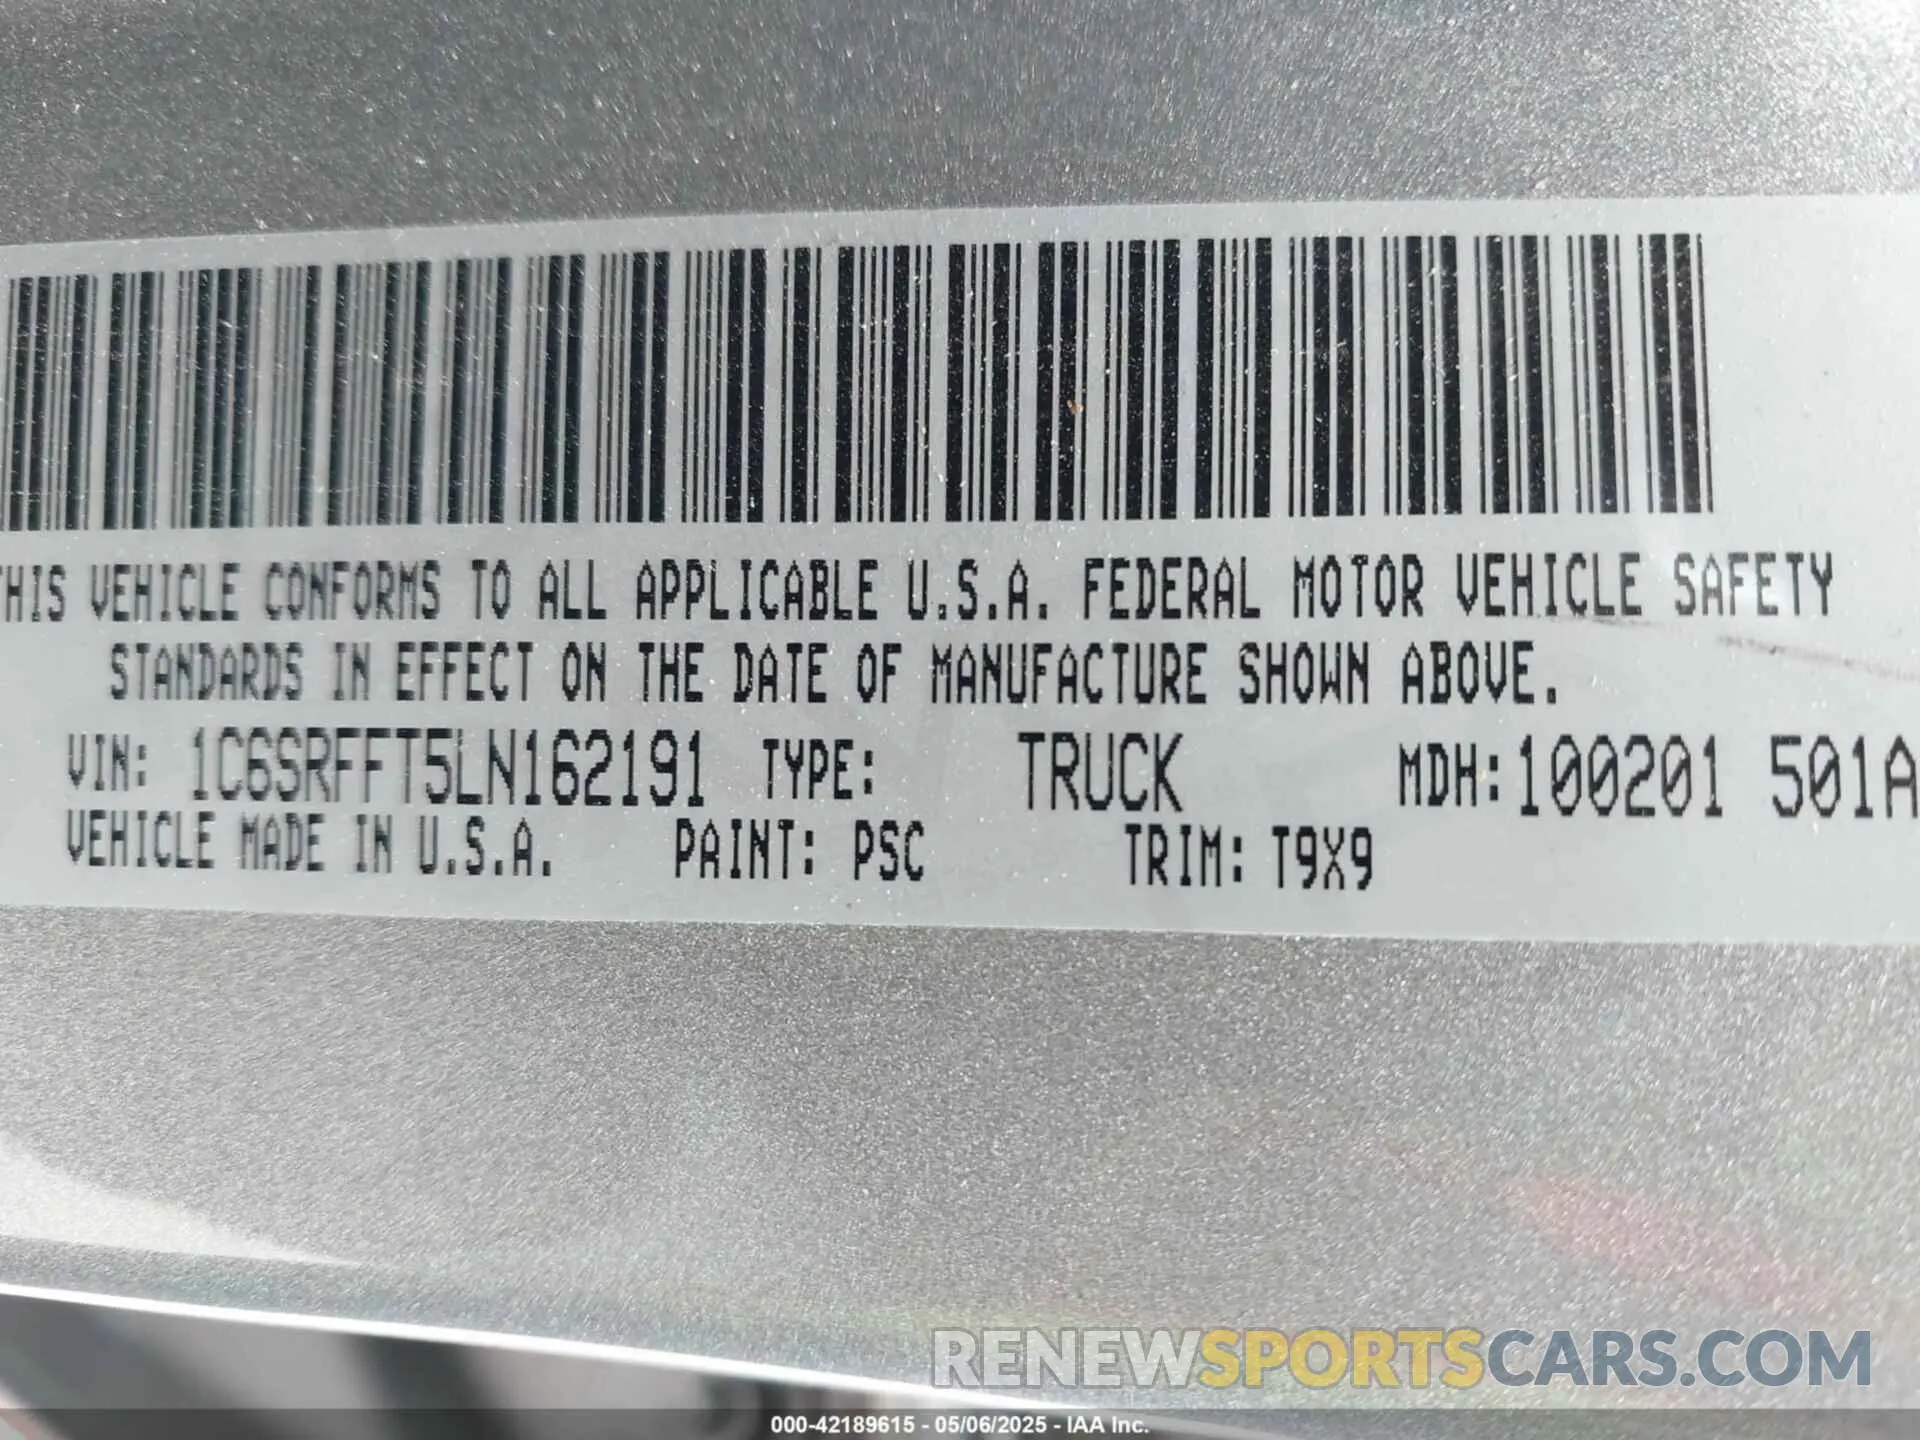 THIS VEHICLE CONFORMS TO ALL APPLICABLE U.S.A. FEDERAL MOTOR VEHICLE SAFETY
STANDARDS IN EFFECT ON THE DATE OF MANUFACTURE SHOWN ABOVE.
VIN: 1C6SRFFT5LN162191 TYPE: TRUCK MDH:100201 501A
VEHICLE MADE IN U.S.A. PAINT: PSC TRIM: T9X9
RENEWSPORTSCARS.COM
000-42189615 - 05/06/2025 - IAA Inc.